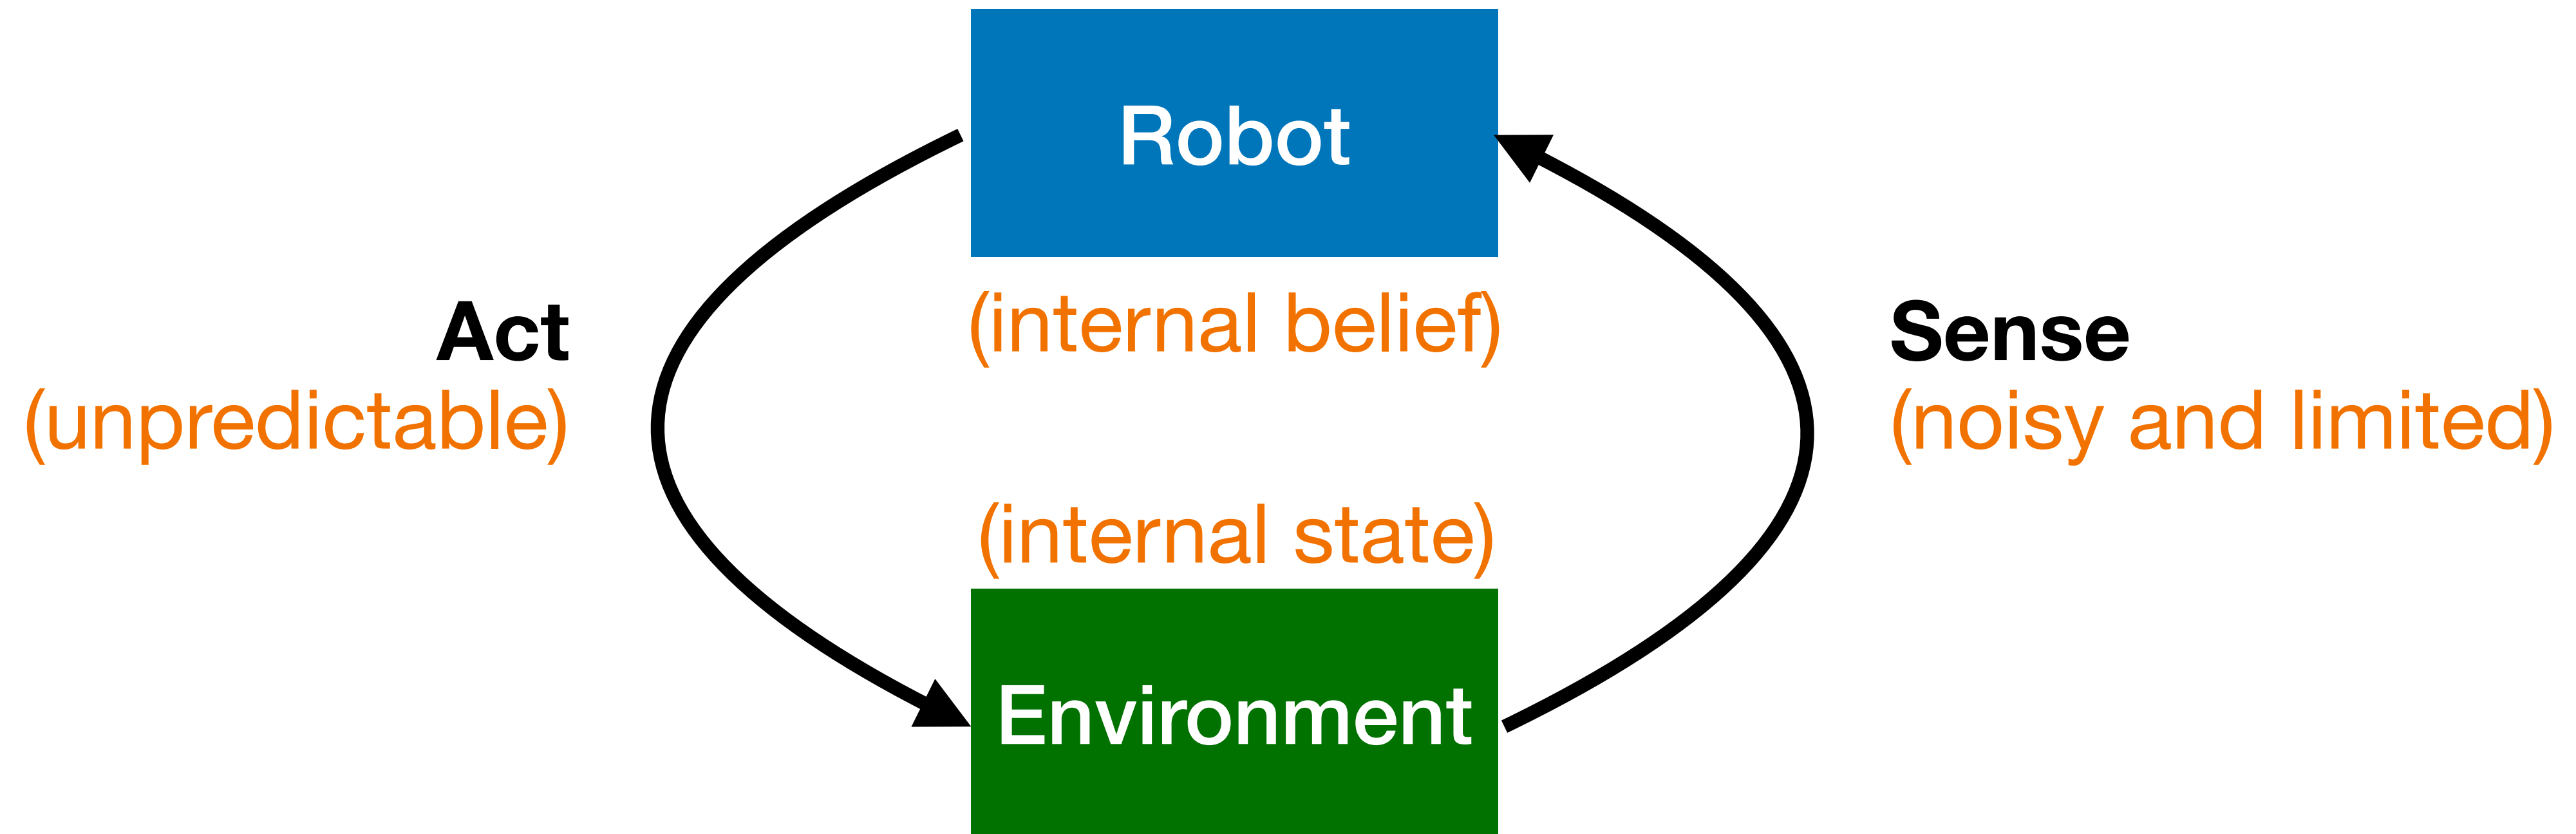 Robot
(internal belief)
Act
(unpredictable)
Sense
(noisy and limited)
(internal state)
Environment